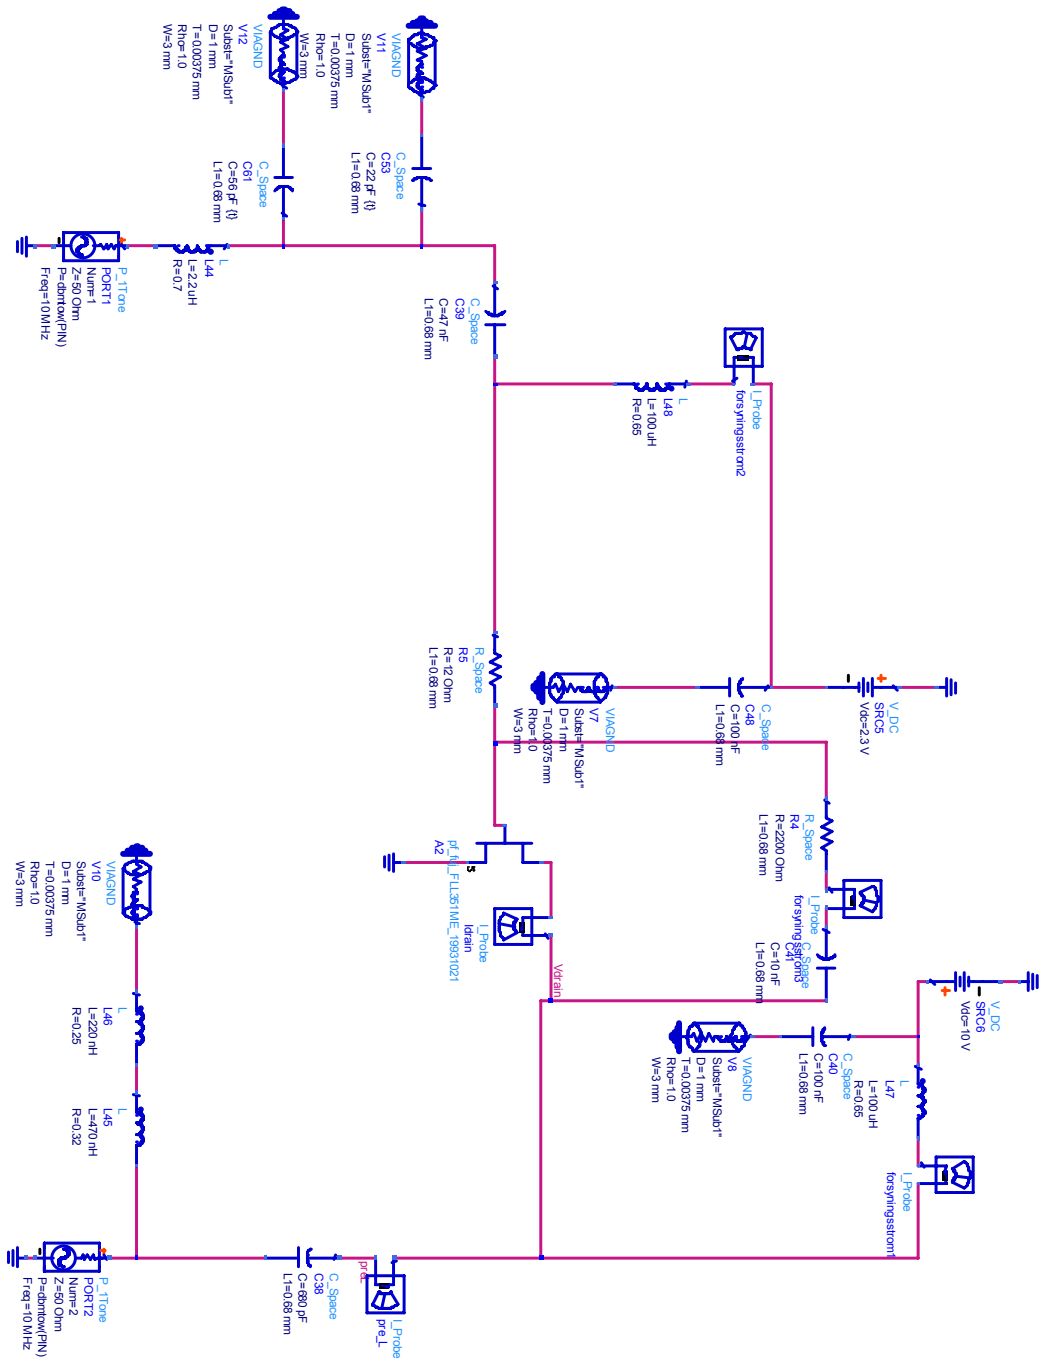 VIAGND
V12
Subst="MSub1"
D=1 mm
T=0.00375 mm
Rho=1.0
W=3 mm
VIAGND
V11
Subst="MSub1"
D=1 mm
T=0.00375 mm
Rho=1.0
W=3 mm
C_Space
C61
C=56 pF {t}
L1=0.68 mm
C_Space
C53
C=22 pF {t}
L1=0.68 mm
P_1Tone
PORT1
Num=1
Z=50 Ohm
P=dbmtow(PIN)
Freq=10 MHz
L
L44
L=2.2 uH
R=0.7
C_Space
C39
C=47 nF
L1=0.68 mm
L
L48
L=100 uH
R=0.65
I_Probe
forsyningsstrom2
R_Space
R5
R=12 Ohm
L1=0.68 mm
VIAGND
V7
Subst="MSub1"
D=1 mm
T=0.00375 mm
Rho=1.0
W=3 mm
C_Space
C48
C=100 nF
L1=0.68 mm
V_DC
SRC5
Vdc=2.3 V
R_Space
R4
R=2200 Ohm
L1=0.68 mm
pf_fuj_FLL351ME_19931021
A2
I_Probe
Idrain
Vdrain
I_Probe
forsyningsstrom3
C_Space
C41
C=10 nF
L1=0.68 mm
V_DC
SRC6
Vdc=10 V
VIAGND
V8
Subst="MSub1"
D=1 mm
T=0.00375 mm
Rho=1.0
W=3 mm
C_Space
C40
C=100 nF
L1=0.68 mm
L
L47
L=100 uH
R=0.65
I_Probe
forsyningsstrom1
VIAGND
V10
Subst="MSub1"
D=1 mm
T=0.00375 mm
Rho=1.0
W=3 mm
L
L46
L=220 nH
R=0.25
L
L45
L=470 nH
R=0.32
P_1Tone
PORT2
Num=2
Z=50 Ohm
P=dbmtow(PIN)
Freq=10 MHz
C_Space
C38
C=680 pF
L1=0.68 mm
preL
I_Probe
pre_L